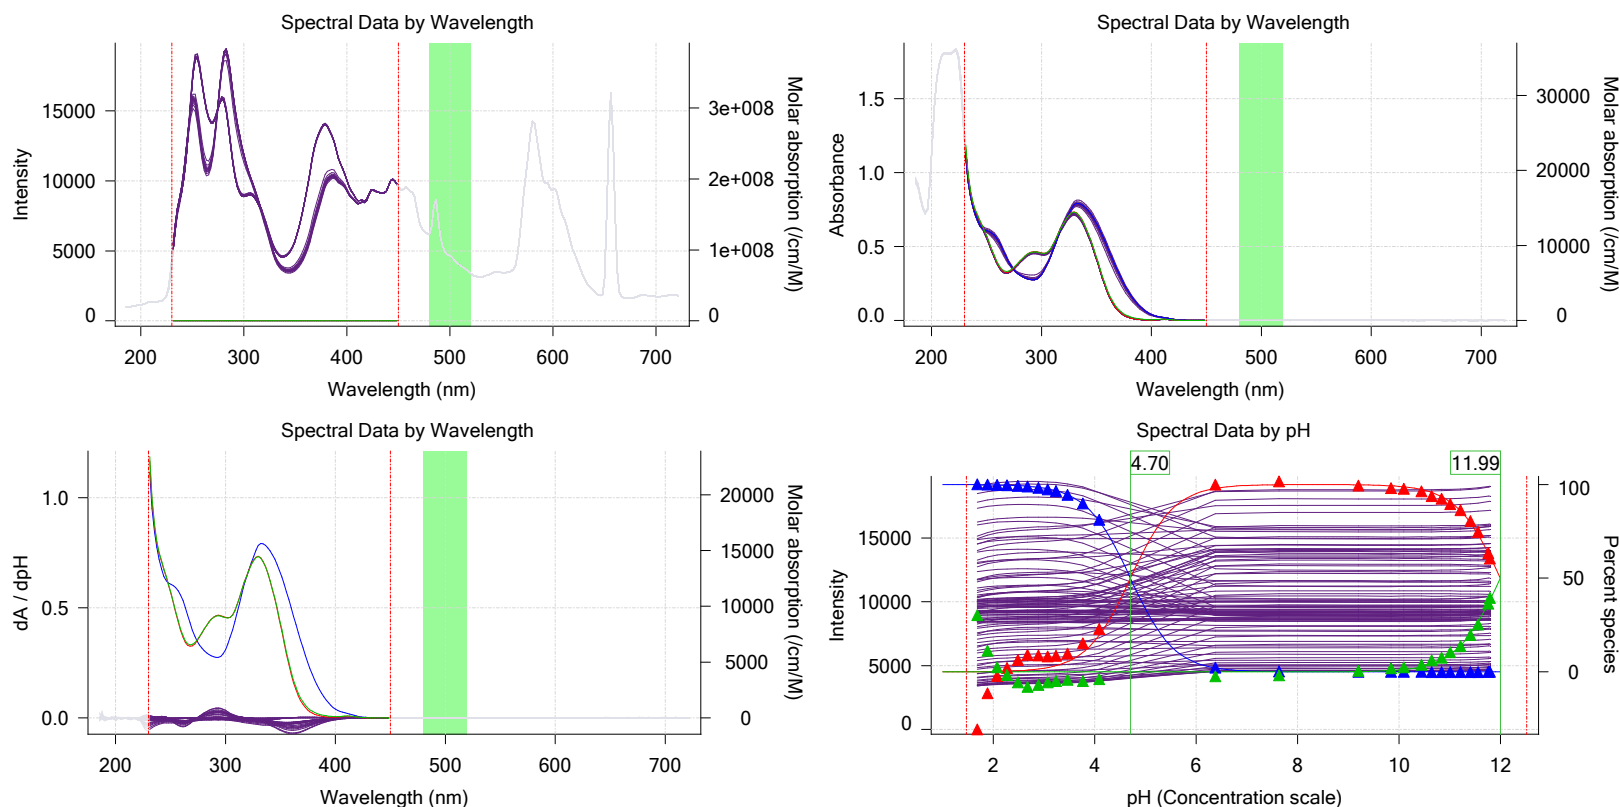 Spectral Data by Wavelength
Intensity
15000
10000
5000
0
3e+008
2e+008
1e+008
0
Molar absorption (/cm/M)
200 300 400 500 600 700
Wavelength (nm)
Spectral Data by Wavelength
Absorbance
1.5
1.0
0.5
0.0
30000
20000
10000
0
Molar absorption (/cm/M)
200 300 400 500 600 700
Wavelength (nm)
Spectral Data by Wavelength
dA / dpH
1.0
0.5
0.0
20000
15000
10000
5000
0
Molar absorption (/cm/M)
200 300 400 500 600 700
Wavelength (nm)
Spectral Data by pH
4.70 11.99
Intensity
15000
10000
5000
0
100
50
0
Percent species
2 4 6 8 10 12
pH (Concentration scale)